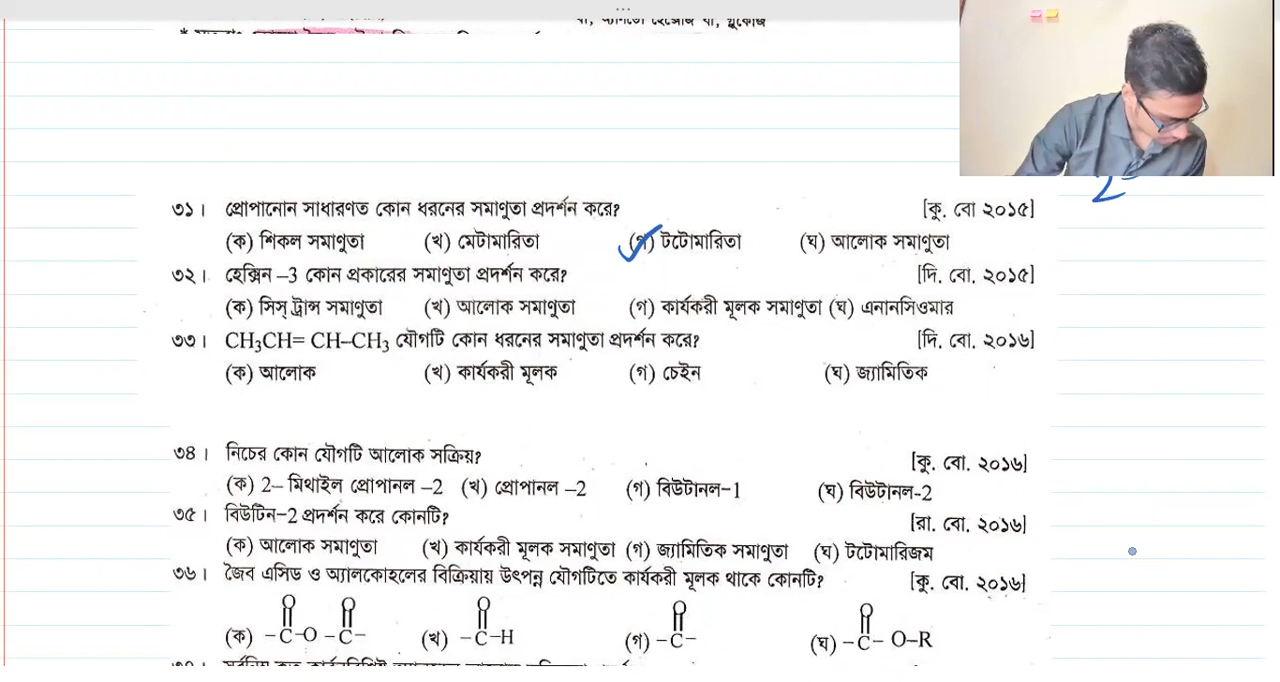 যা, গ্লুকোজ
৩১। প্রোপানোন সাধারণত কোন ধরনের সমাণুতা প্রদর্শন করে? [কু. বো ২০১৫]
(ক) শিকল সমাণুতা (খ) মেটামারিতা (গ) টটোমারিতা (ঘ) আলোক সমাণুতা
৩২। হেক্সিন –3 কোন প্রকারের সমাণুতা প্রদর্শন করে? [দি. বো. ২০১৫]
(ক) সিস্ ট্রান্স সমাণুতা (খ) আলোক সমাণুতা (গ) কার্যকরী মূলক সমাণুতা (ঘ) এনানসিওমার
৩৩। CH₃CH= CH–CH₃ যৌগটি কোন ধরনের সমাণুতা প্রদর্শন করে? [দি. বো. ২০১৬]
(ক) আলোক (খ) কার্যকরী মূলক (গ) চেইন (ঘ) জ্যামিতিক
৩৪। নিচের কোন যৌগটি আলোক সক্রিয়? [কু. বো. ২০১৬]
(ক) 2– মিথাইল প্রোপানল –2 (খ) প্রোপানল –2 (গ) বিউটানল–1 (ঘ) বিউটানল-2
৩৫। বিউটিন–2 প্রদর্শন করে কোনটি? [রা. বো. ২০১৬]
(ক) আলোক সমাণুতা (খ) কার্যকরী মূলক সমাণুতা (গ) জ্যামিতিক সমাণুতা (ঘ) টটোমারিজম
৩৬। জৈব এসিড ও অ্যালকোহলের বিক্রিয়ায় উৎপন্ন যৌগটিতে কার্যকরী মূলক থাকে কোনটি? [কু. বো. ২০১৬]
O O O O O
(ক) –C–O –C– (খ) –C–H (গ) –C– (ঘ) –C– O–R